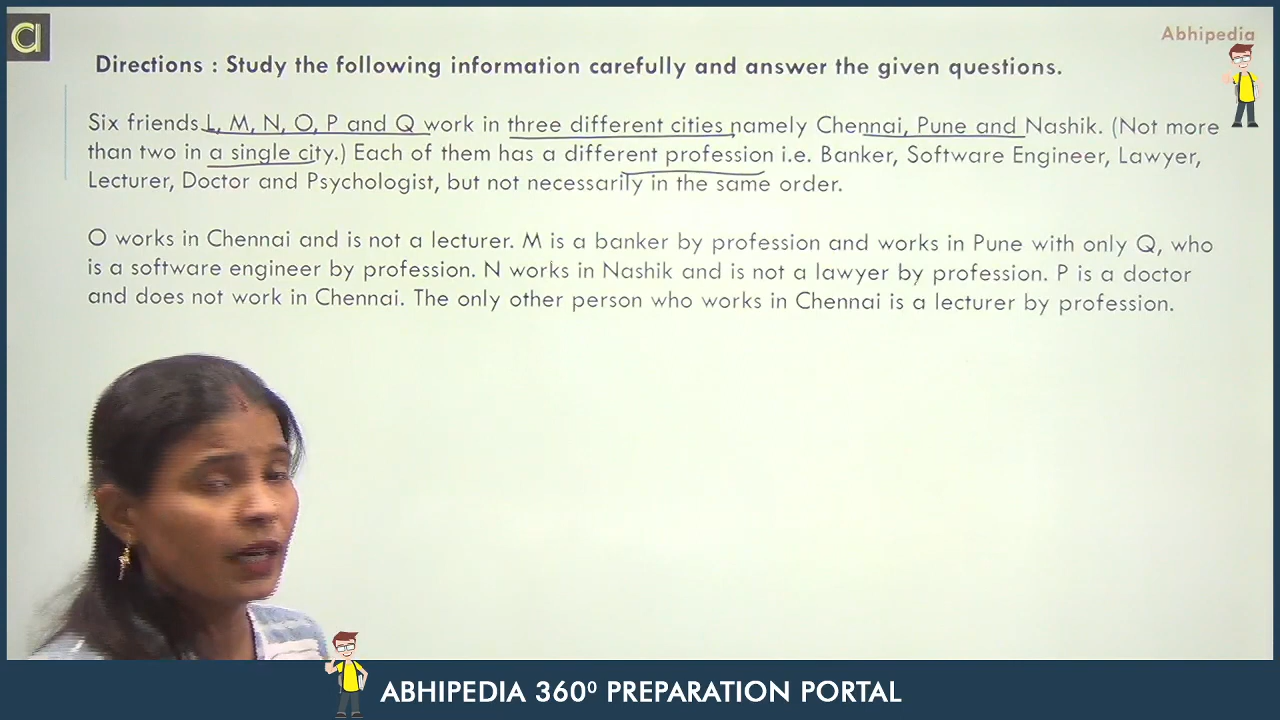 Abhipedia
Directions : Study the following information carefully and answer the given questions.
Six friends L, M, N, O, P and Q work in three different cities namely Chennai, Pune and Nashik. (Not more
than two in a single city.) Each of them has a different profession i.e. Banker, Software Engineer, Lawyer,
Lecturer, Doctor and Psychologist, but not necessarily in the same order.
O works in Chennai and is not a lecturer. M is a banker by profession and works in Pune with only Q, who
is a software engineer by profession. N works in Nashik and is not a lawyer by profession. P is a doctor
and does not work in Chennai. The only other person who works in Chennai is a lecturer by profession.
ABHIPEDIA 360⁰ PREPARATION PORTAL